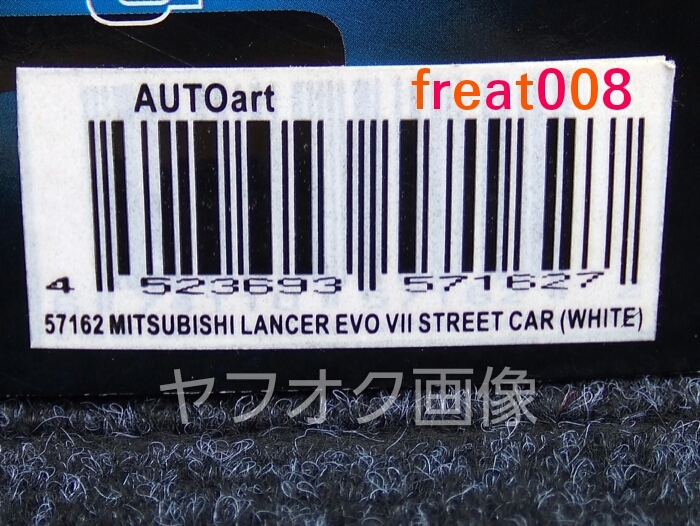 AUTOart
freat008
4 523693 571627
57162 MITSUBISHI LANCER EVO VII STREET CAR (WHITE)
ヤフオク画像